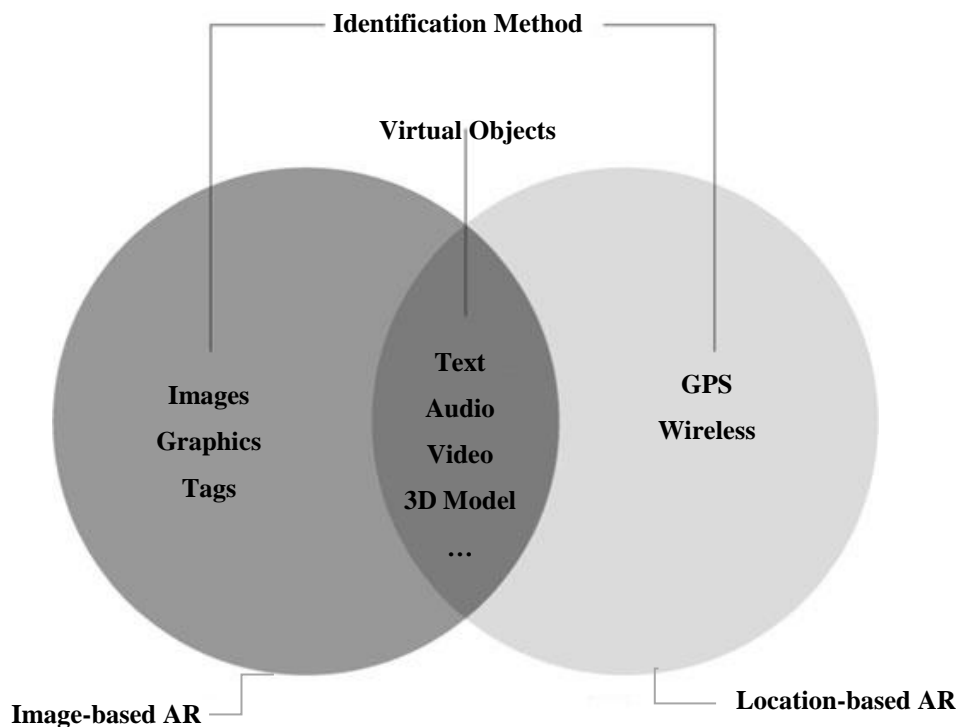 Identification Method
Virtual Objects
Images
Graphics
Tags
Text
Audio
Video
3D Model
…
GPS
Wireless
Image-based AR
Location-based AR